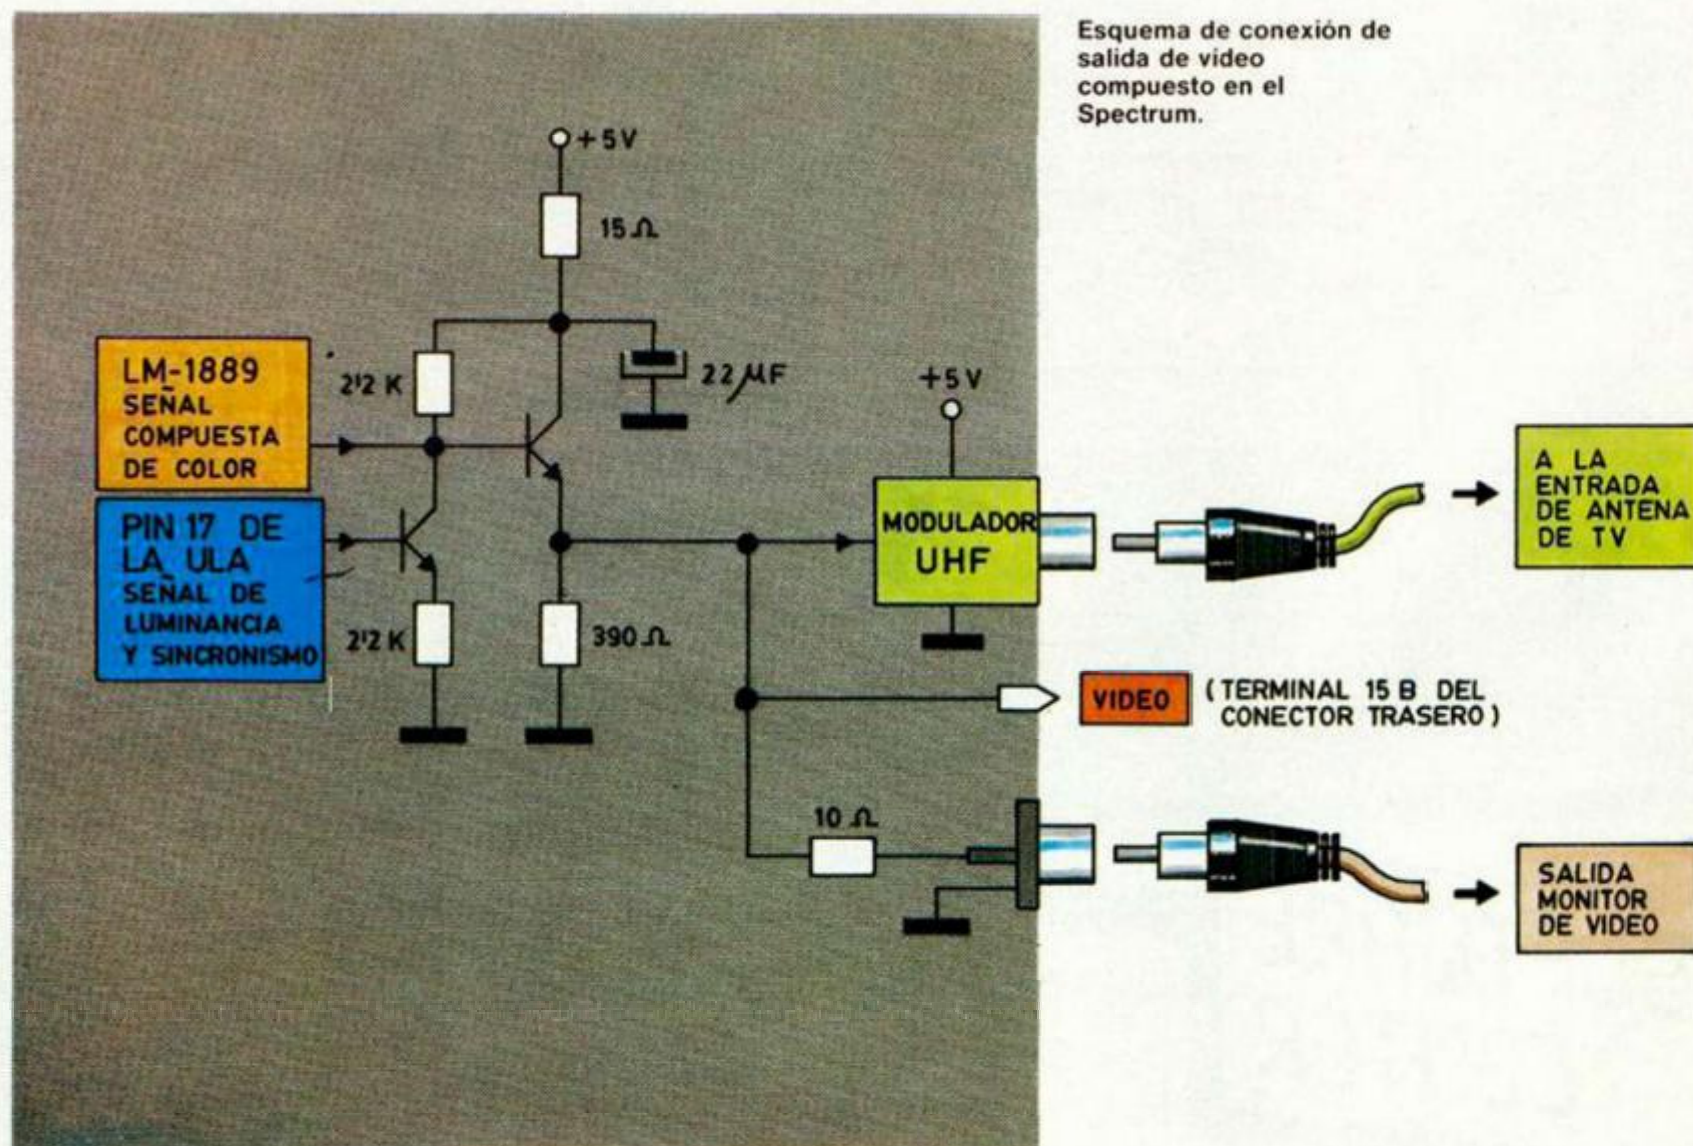 Esquema de conexión de
salida de vídeo
compuesto en el
Spectrum.
+5V
15Ω
LM-1889
SEÑAL
COMPUESTA
DE COLOR
2'2 K
22μF
+5V
PIN 17 DE
LA ULA
SEÑAL DE
LUMINANCIA
Y SINCRONISMO
2'2 K
390Ω
MODULADOR
UHF
A LA
ENTRADA
DE ANTENA
DE TV
VIDEO
(TERMINAL 15 B DEL
CONECTOR TRASERO)
10 Ω
SALIDA
MONITOR
DE VIDEO